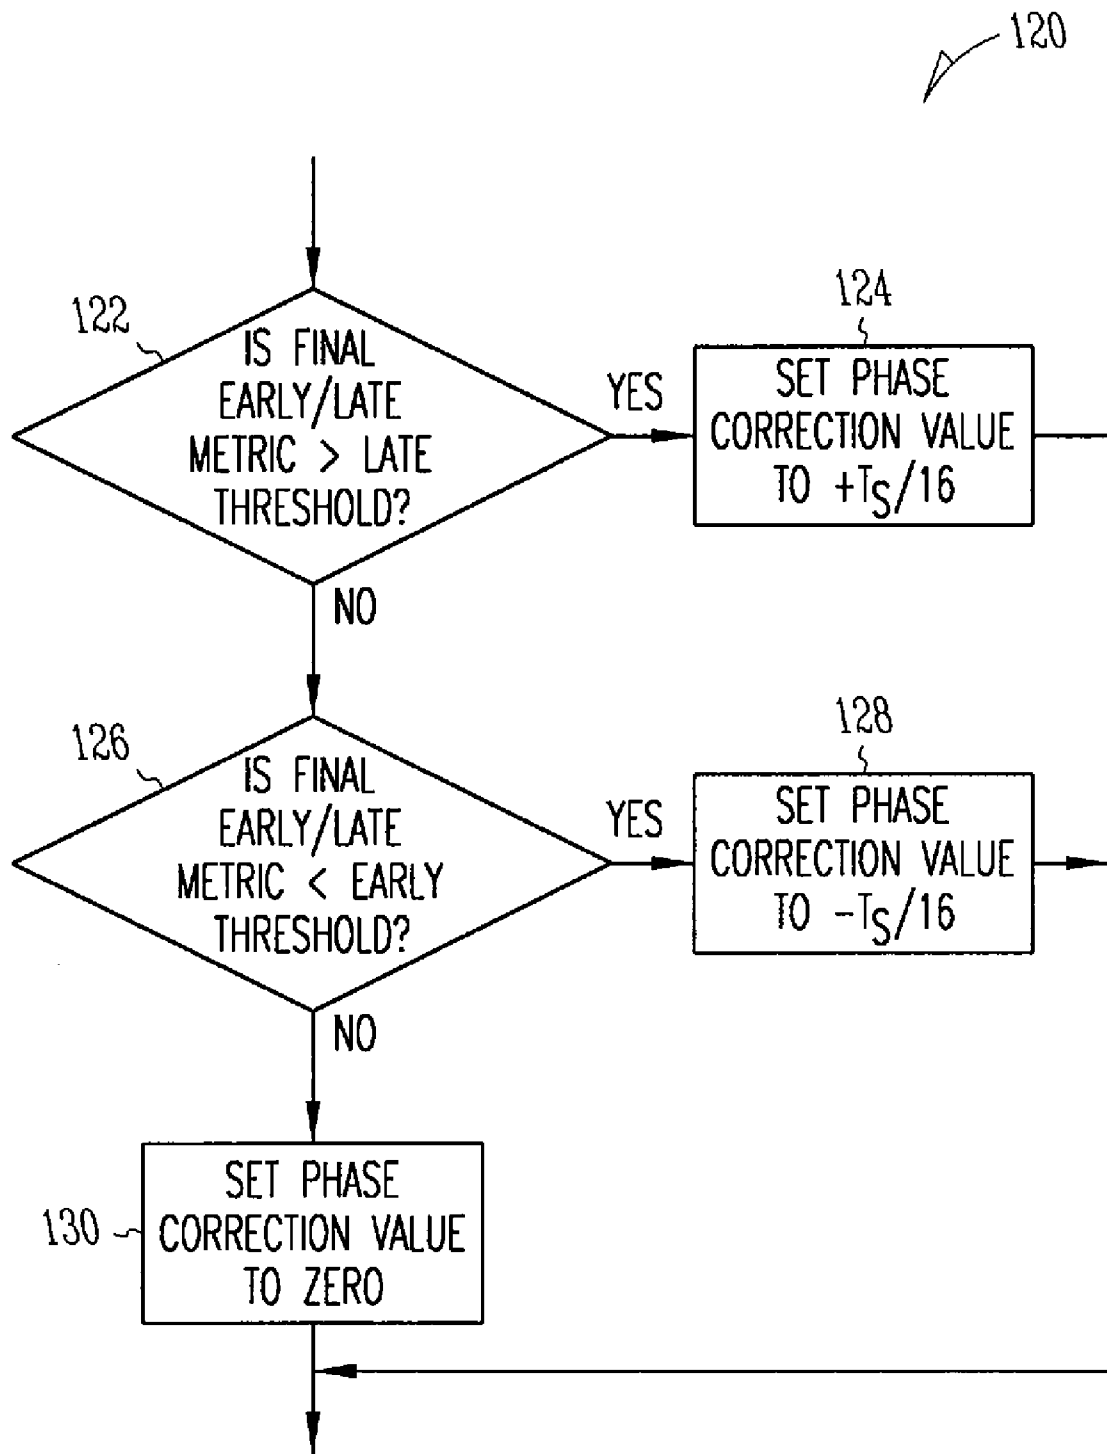 120
122
IS FINAL
EARLY/LATE
METRIC > LATE
THRESHOLD?
YES
124
SET PHASE
CORRECTION VALUE
TO +TS/16
NO
126
IS FINAL
EARLY/LATE
METRIC < EARLY
THRESHOLD?
YES
128
SET PHASE
CORRECTION VALUE
TO −TS/16
NO
130
SET PHASE
CORRECTION VALUE
TO ZERO